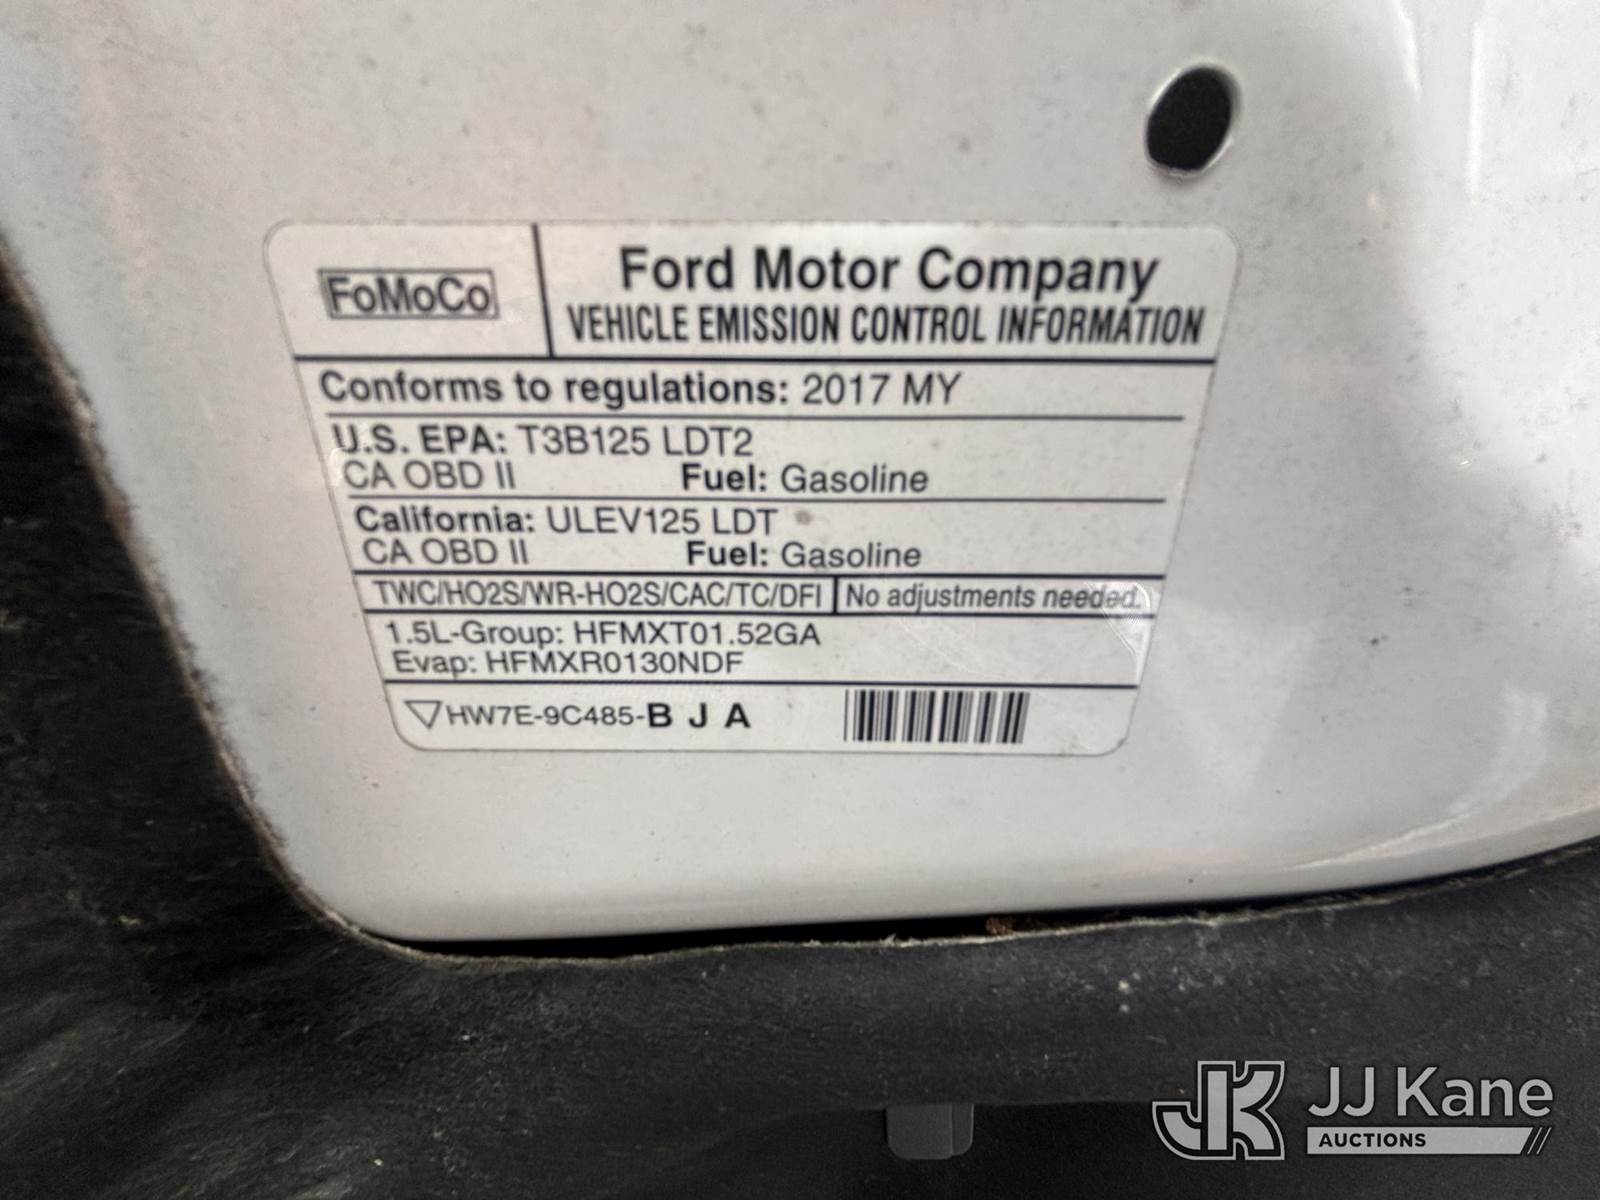 FoMoCo
Ford Motor Company
VEHICLE EMISSION CONTROL INFORMATION
Conforms to regulations: 2017 MY
U.S. EPA: T3B125 LDT2
CA OBD II Fuel: Gasoline
California: ULEV125 LDT
CA OBD II Fuel: Gasoline
TWC/HO2S/WR-HO2S/CAC/TC/DFI No adjustments needed.
1.5L-Group: HFMXT01.52GA
Evap: HFMXR0130NDF
HW7E-9C485-B J A
JK JJ Kane
AUCTIONS